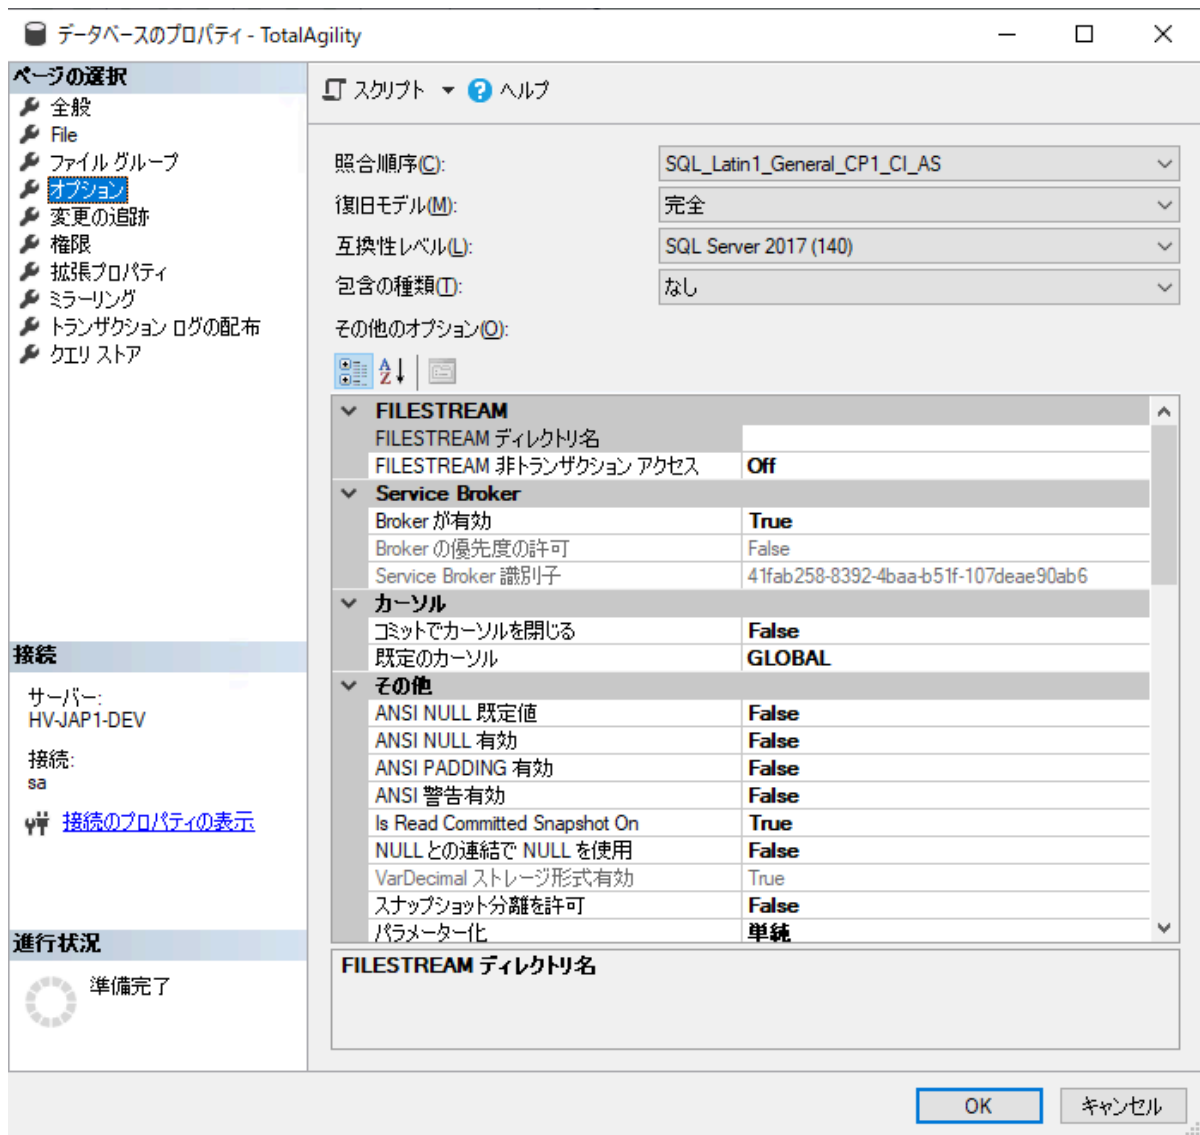 データベースのプロパティ - TotalAgility
ページの選択
全般
File
ファイル グループ
オプション
変更の追跡
権限
拡張プロパティ
ミラーリング
トランザクション ログの配布
クエリ ストア
接続
サーバー:
HV-JAP1-DEV
接続:
sa
接続のプロパティの表示
進行状況
準備完了
スクリプト ヘルプ
照合順序(C): SQL_Latin1_General_CP1_CI_AS
復旧モデル(M): 完全
互換性レベル(L): SQL Server 2017 (140)
包含の種類(T): なし
その他のオプション(O):
FILESTREAM
FILESTREAM ディレクトリ名
FILESTREAM 非トランザクション アクセス Off
Service Broker
Broker が有効 True
Broker の優先度の許可 False
Service Broker 識別子 41fab258-8392-4baa-b51f-107deae90ab6
カーソル
コミットでカーソルを閉じる False
既定のカーソル GLOBAL
その他
ANSI NULL 既定値 False
ANSI NULL 有効 False
ANSI PADDING 有効 False
ANSI 警告有効 False
Is Read Committed Snapshot On True
NULL との連結で NULL を使用 False
VarDecimal ストレージ形式有効 True
スナップショット分離を許可 False
パラメーター化 単純
FILESTREAM ディレクトリ名
OK キャンセル